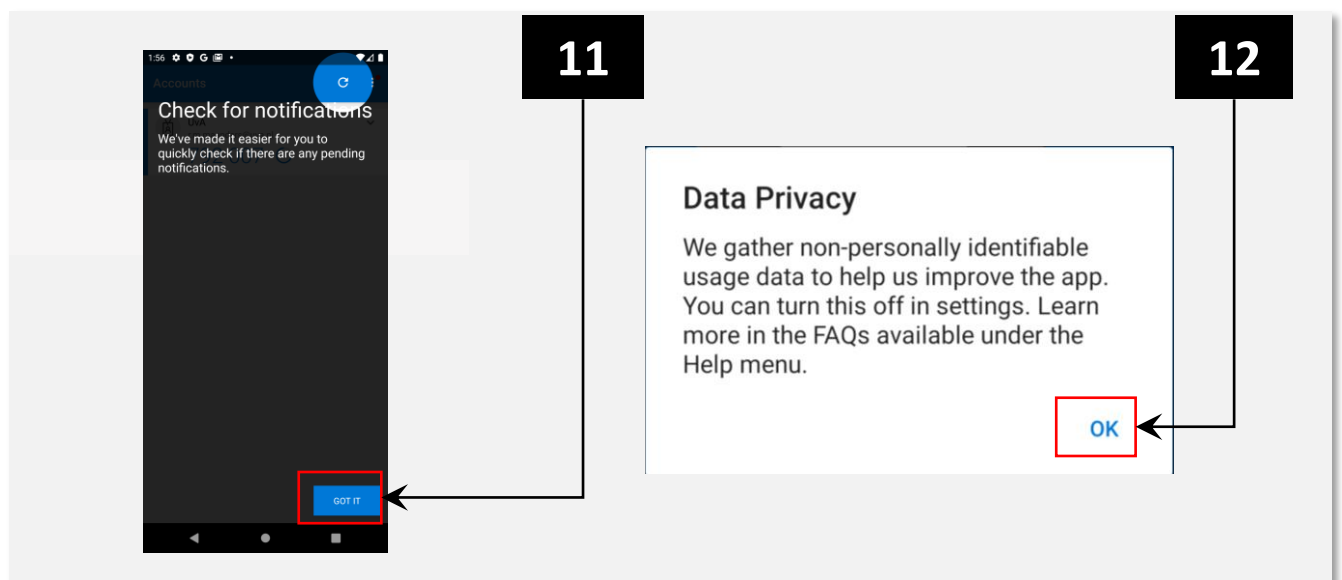 11
12
1:56 G
Accounts
Check for notifications
UvA
We've made it easier for you to
quickly check if there are any pending
notifications.
GOT IT
Data Privacy
We gather non-personally identifiable
usage data to help us improve the app.
You can turn this off in settings. Learn
more in the FAQs available under the
Help menu.
OK